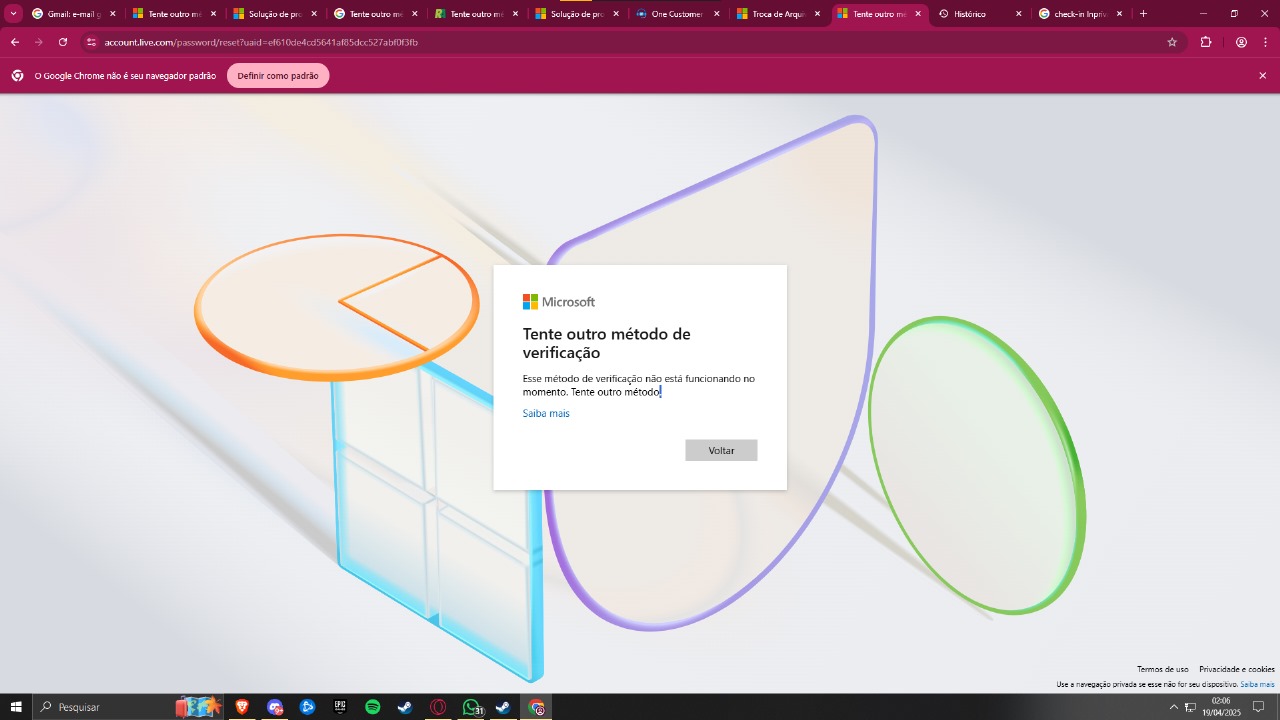 Gmail: e-mail g
Tente outro mé
Solução de pro
Tente outro mé
Tente outro mé
Solução de pro
One Customer
Troca de Arqui
Tente outro mé
Histórico
check-in Inpriv
account.live.com/password/reset?uaid=ef610de4cd5641af85dcc527abf0f3fb
O Google Chrome não é seu navegador padrão
Definir como padrão
Microsoft
Tente outro método de
verificação
Esse método de verificação não está funcionando no
momento. Tente outro método.
Saiba mais
Voltar
Termos de uso Privacidade e cookies
Use a navegação privada se esse não for seu dispositivo. Saiba mais
Pesquisar
EPIC
31
02:06
19/04/2025